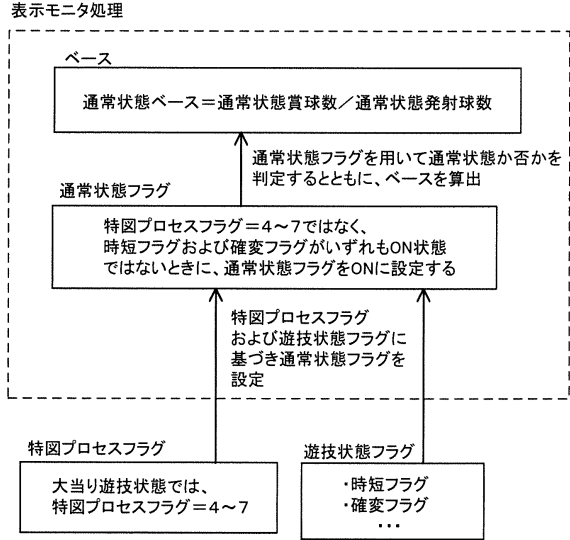 表示モニタ処理
ベース
通常状態ベース＝通常状態賞球数／通常状態発射球数
通常状態フラグを用いて通常状態か否かを
判定するとともに、ベースを算出
通常状態フラグ
特図プロセスフラグ＝４～７ではなく、
時短フラグおよび確変フラグがいずれもON状態
ではないときに、通常状態フラグをONに設定する
特図プロセスフラグ
および遊技状態フラグに
基づき通常状態フラグを
設定
特図プロセスフラグ
大当り遊技状態では、
特図プロセスフラグ＝４～７
遊技状態フラグ
・時短フラグ
・確変フラグ
・・・